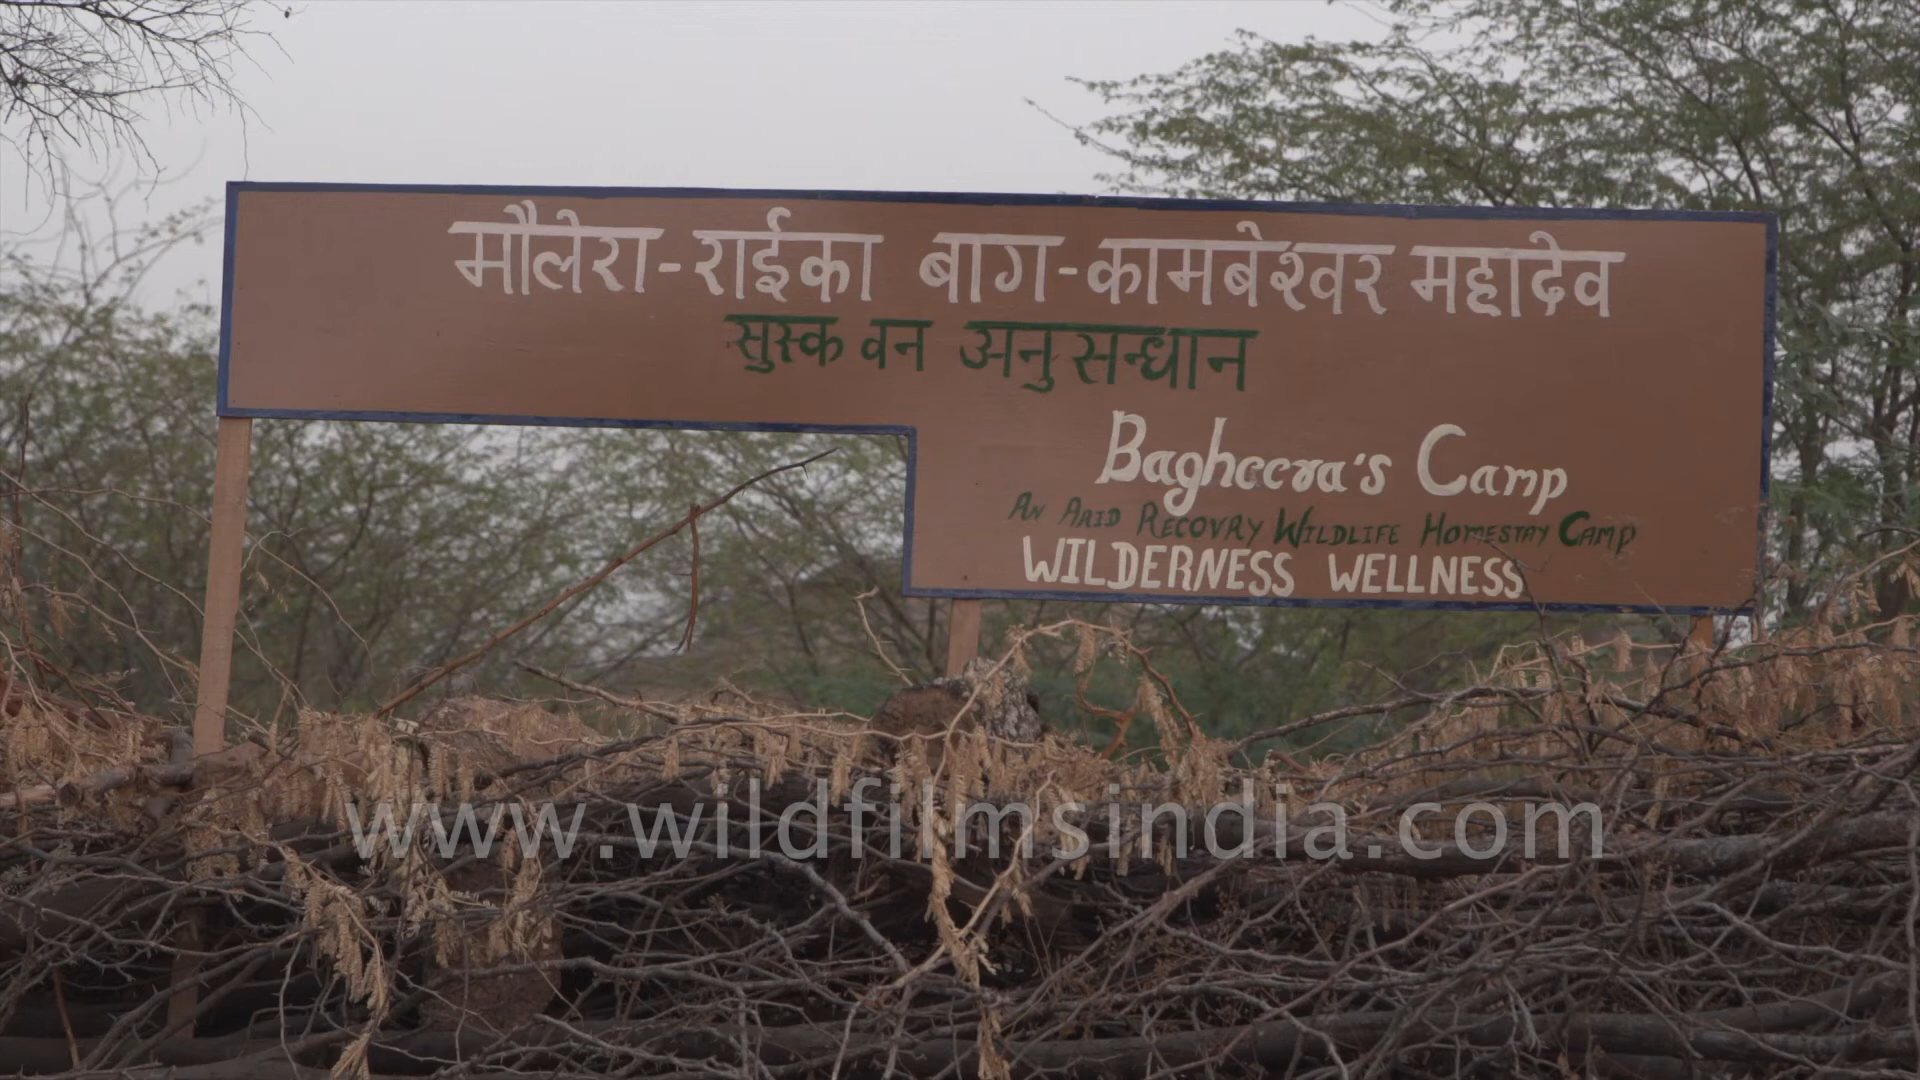 मौलेरा-राईका बाग-कामबेश्वर महादेव
सुस्क वन अनुसन्धान
Bagheera's Camp
AN ARID RECOVRY WILDLIFE HOMESTAY CAMP
WILDERNESS WELLNESS
www.wildfilmsindia.com